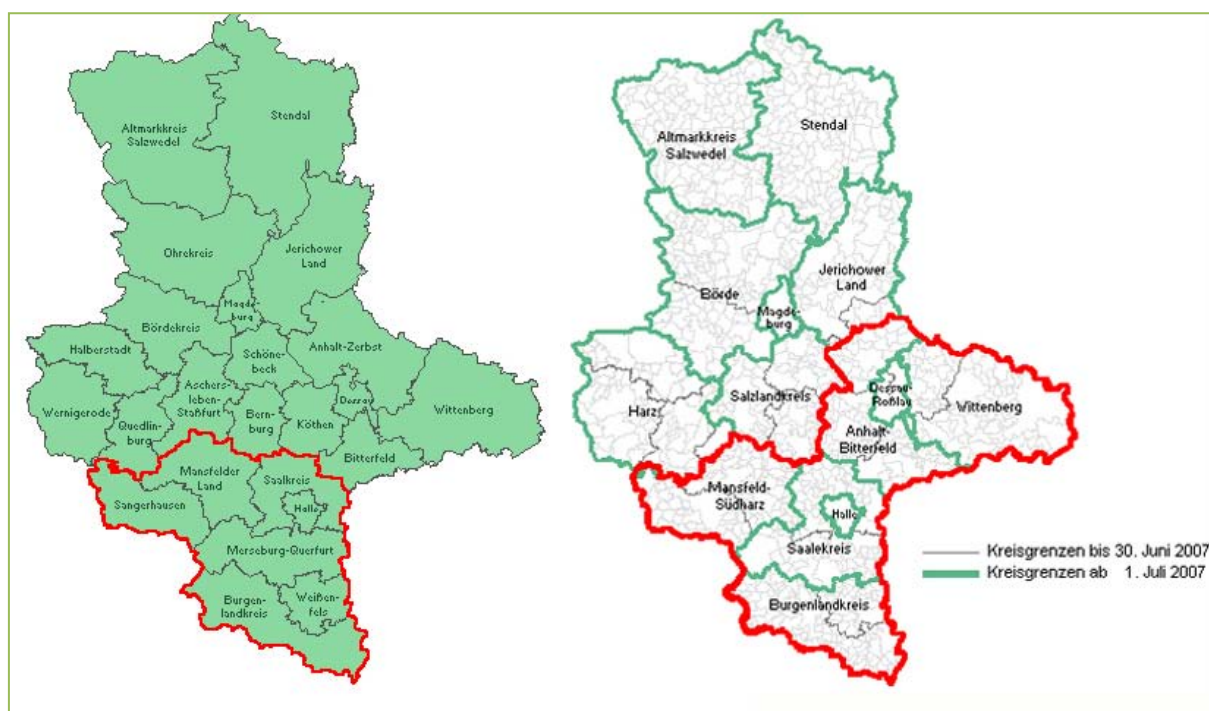 Altmarkkreis
Salzwedel
Stendal
Ohrekreis
Jerichower
Land
Magde-
burg
Bördekreis
Halberstadt
Schöne-
beck
Anhalt-Zerbst
Aschers-
leben-
Staßfurt
Wernigerode
Quedlin-
burg
Bern-
burg
Köthen
Dessau
Wittenberg
Bitterfeld
Mansfelder
Land
Saalkreis
Sangerhausen
Halle
Merseburg-Querfurt
Burgen-
landkreis
Weißen-
fels
Altmarkkreis
Salzwedel
Stendal
Jerichower
Land
Börde
Magde-
burg
Harz
Salzlandkreis
Dessau-
Roßlau
Wittenberg
Anhalt-
Bitterfeld
Mansfeld-
Südharz
Halle
Saalekreis
Burgenlandkreis
Kreisgrenzen bis 30. Juni 2007
Kreisgrenzen ab 1. Juli 2007